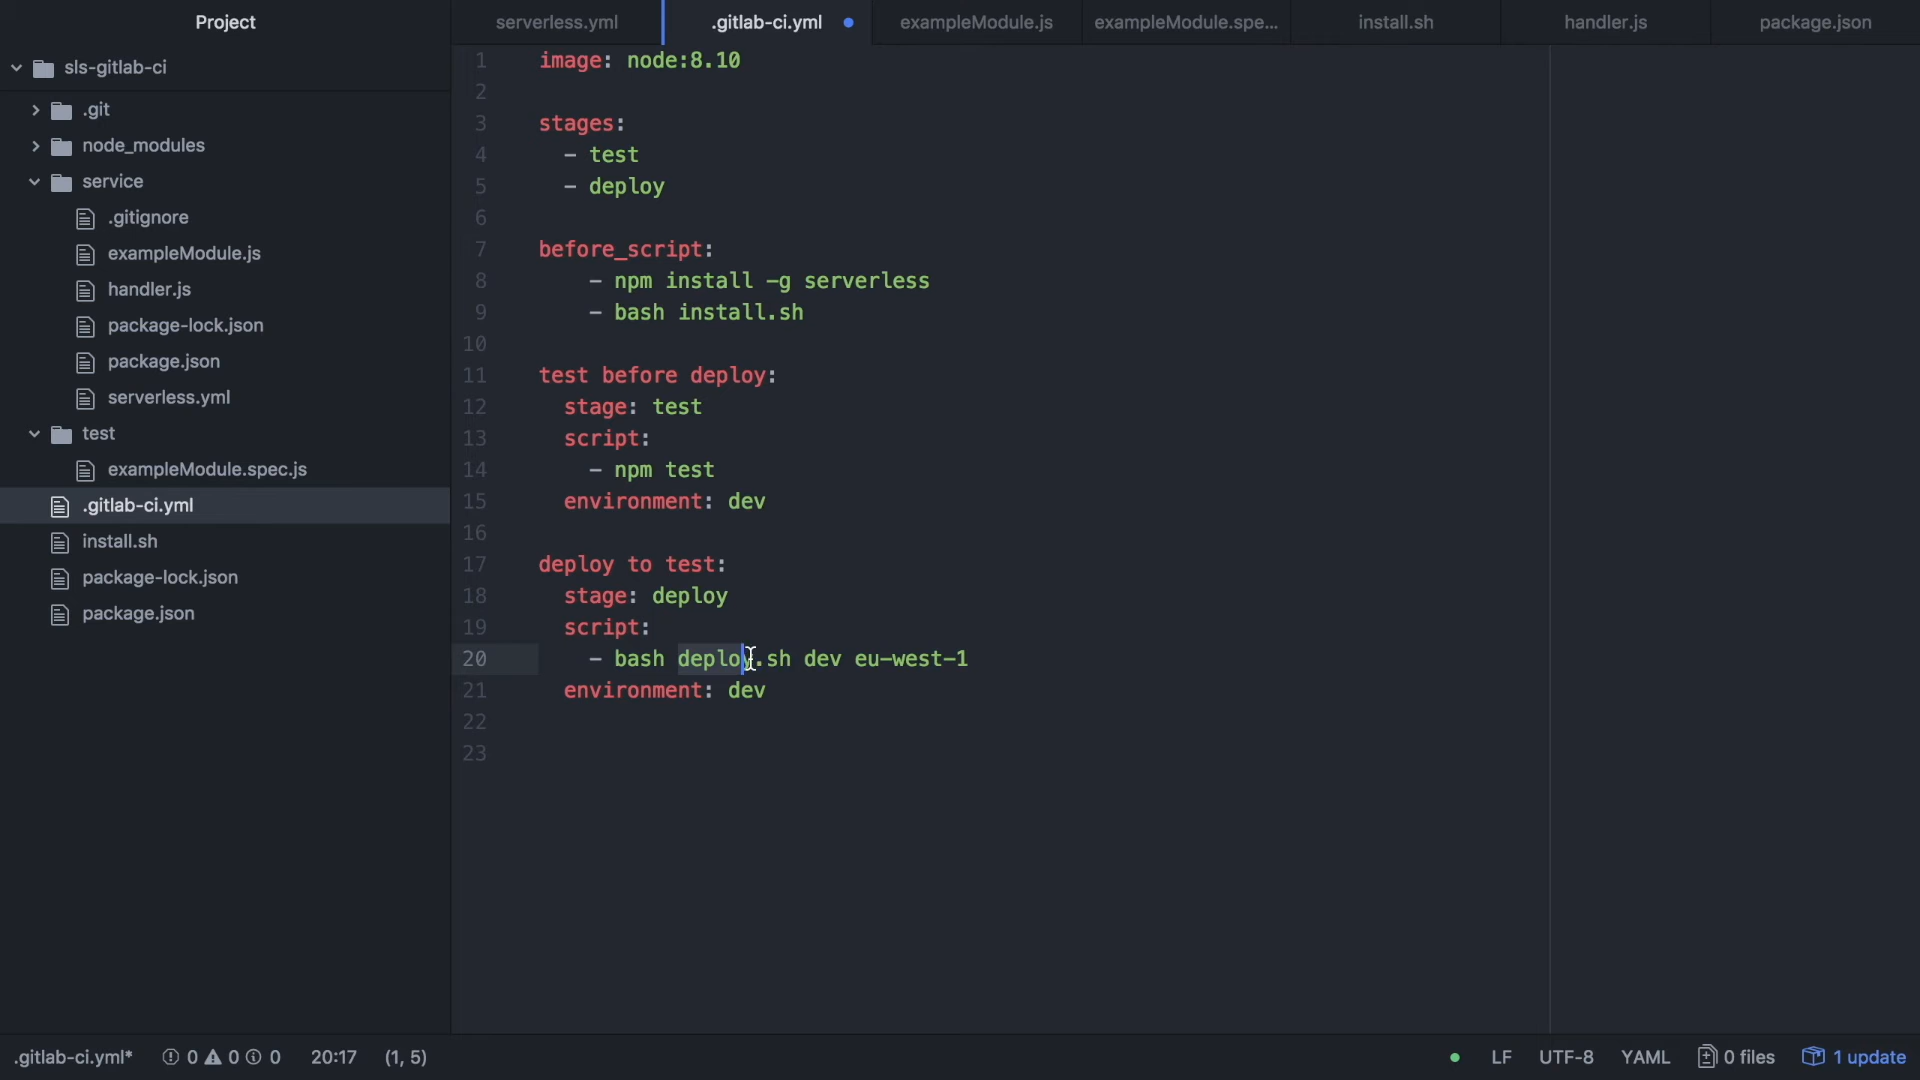 Project
serverless.yml
.gitlab-ci.yml
exampleModule.js
exampleModule.spe...
install.sh
handler.js
package.json
sls-gitlab-ci
.git
node_modules
service
.gitignore
exampleModule.js
handler.js
package-lock.json
package.json
serverless.yml
test
exampleModule.spec.js
.gitlab-ci.yml
install.sh
package-lock.json
package.json
1 image: node:8.10
2
3 stages:
4 - test
5 - deploy
6
7 before_script:
8 - npm install -g serverless
9 - bash install.sh
10
11 test before deploy:
12 stage: test
13 script:
14 - npm test
15 environment: dev
16
17 deploy to test:
18 stage: deploy
19 script:
20 - bash deploy.sh dev eu-west-1
21 environment: dev
22
23
.gitlab-ci.yml* 0 0 0 20:17 (1, 5) LF UTF-8 YAML 0 files 1 update